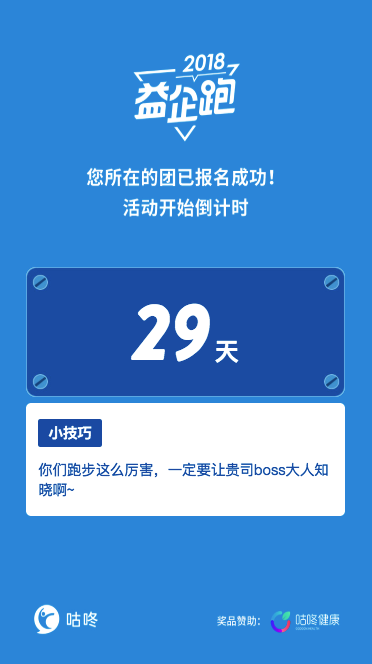 2018
益企跑
您所在的团已报名成功！
活动开始倒计时
29天
小技巧
你们跑步这么厉害，一定要让贵司boss大人知
晓啊~
咕咚
奖品赞助：
咕咚健康